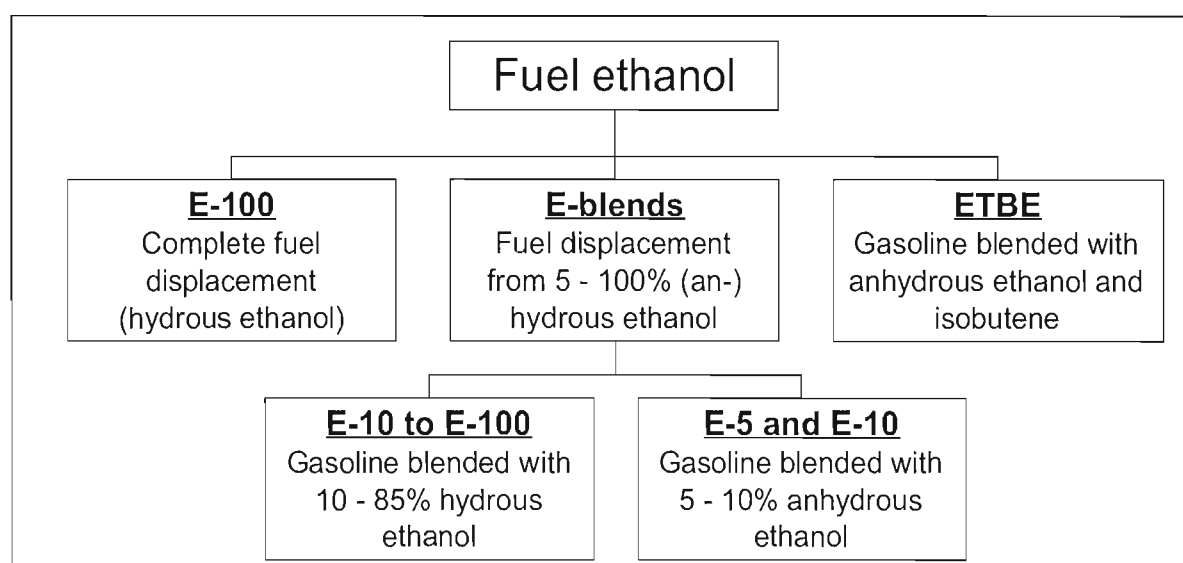 Fuel ethanol
E-100
Complete fuel
displacement
(hydrous ethanol)
E-blends
Fuel displacement
from 5 - 100% (an-)
hydrous ethanol
ETBE
Gasoline blended with
anhydrous ethanol and
isobutene
E-10 to E-100
Gasoline blended with
10 - 85% hydrous
ethanol
E-5 and E-10
Gasoline blended with
5 - 10% anhydrous
ethanol